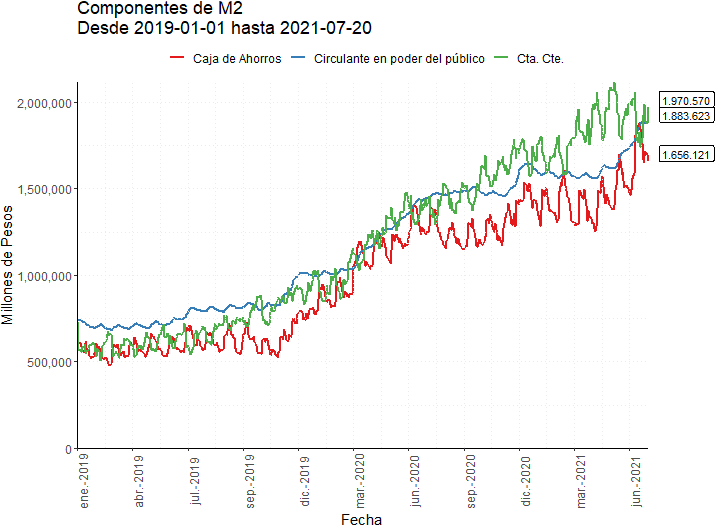 Componentes de M2
Desde 2019-01-01 hasta 2021-07-20
Caja de Ahorros Circulante en poder del público Cta. Cte.
Millones de Pesos
2,000,000
1,500,000
1,000,000
500,000
0
1.970.570
1.883.623
1.656.121
ene.-2019 abr.-2019 jul.-2019 sep.-2019 dic.-2019 mar.-2020 jun.-2020 sep.-2020 dic.-2020 mar.-2021 jun.-2021
Fecha